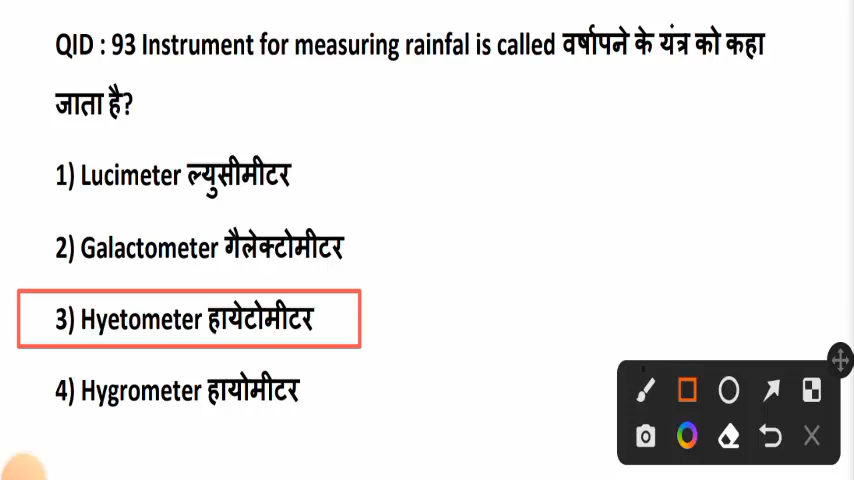 QID : 93 Instrument for measuring rainfal is called वर्षापने के यंत्र को कहा
जाता है?
1) Lucimeter ल्युसीमीटर
2) Galactometer गैलेक्टोमीटर
3) Hyetometer हायेटोमीटर
4) Hygrometer हायोमीटर